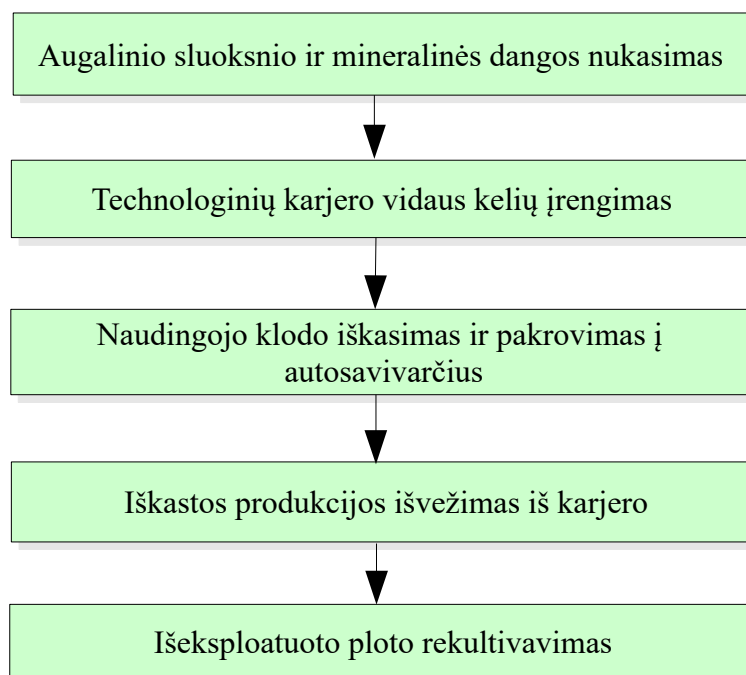 Augalinio sluoksnio ir mineralinės dangos nukasimas
Technologinių karjero vidaus kelių įrengimas
Naudingojo klodo iškasimas ir pakrovimas į
autosavivarčius
Iškastos produkcijos išvežimas iš karjero
Išeksploatuoto ploto rekultivavimas